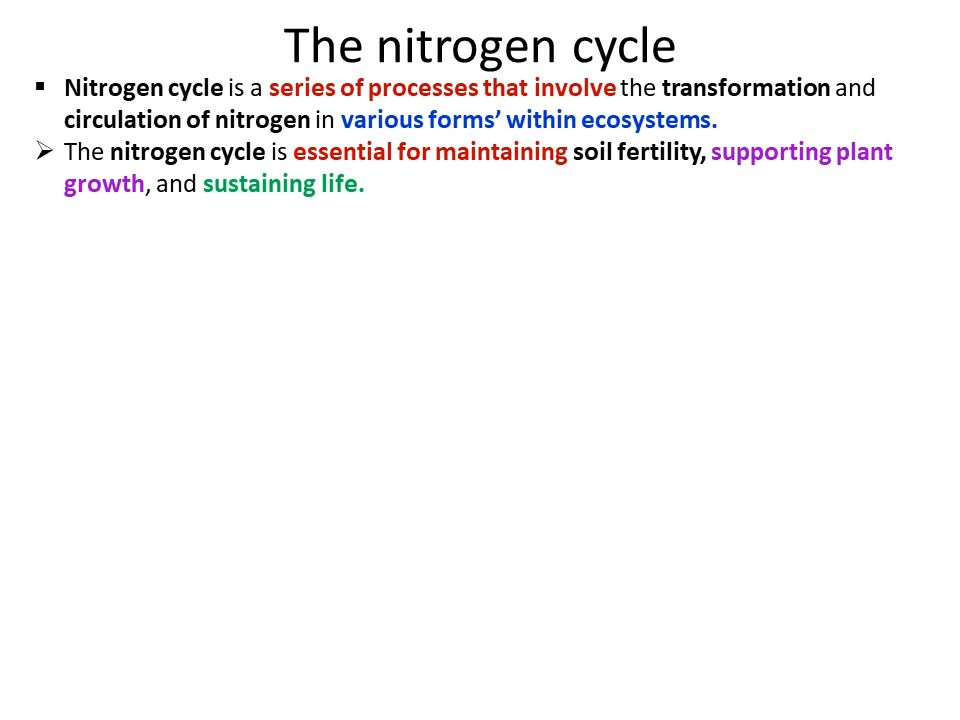 The nitrogen cycle
▪ Nitrogen cycle is a series of processes that involve the transformation and
circulation of nitrogen in various forms’ within ecosystems.
➢ The nitrogen cycle is essential for maintaining soil fertility, supporting plant
growth, and sustaining life.